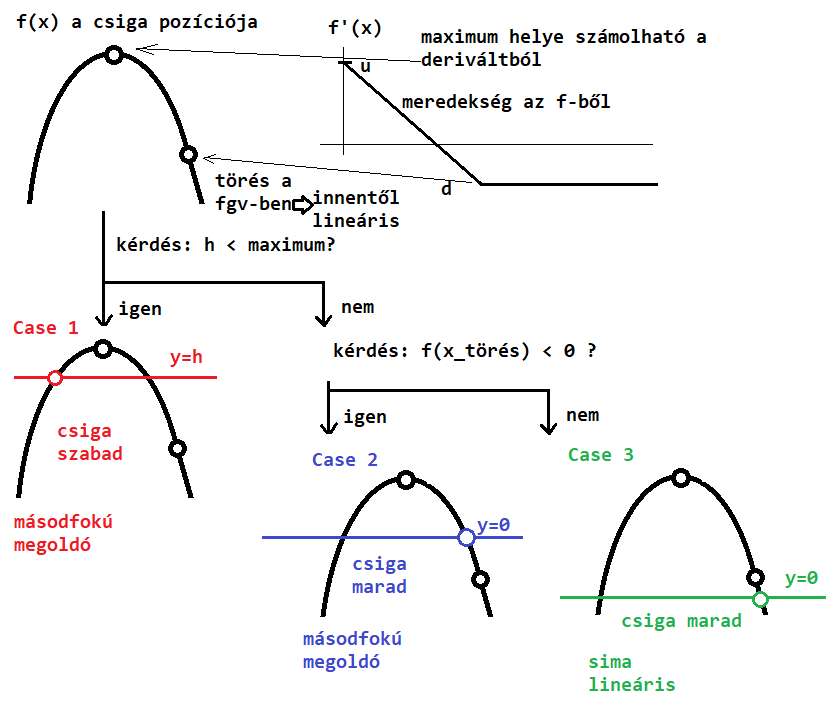 f(x) a csiga pozíciója
f'(x)
maximum helye számolható a
deriváltból
u
meredekség az f-ből
d
törés a
fgv-ben
innentől
lineáris
kérdés: h < maximum?
igen
nem
Case 1
y=h
csiga
szabad
másodfokú
megoldó
kérdés: f(x_törés) < 0 ?
igen
nem
Case 2
y=0
csiga
marad
másodfokú
megoldó
Case 3
y=0
csiga marad
sima
lineáris